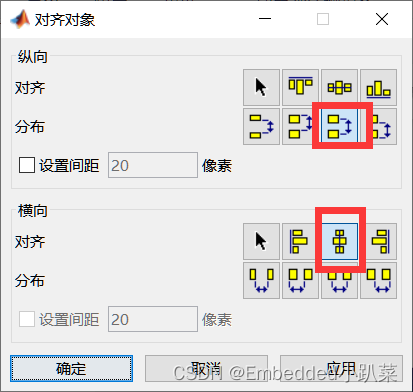 对齐对象
纵向
对齐
分布
设置间距 20 像素
横向
对齐
分布
设置间距 20 像素
确定 取消 应用
CSDN @Embedded小趴菜